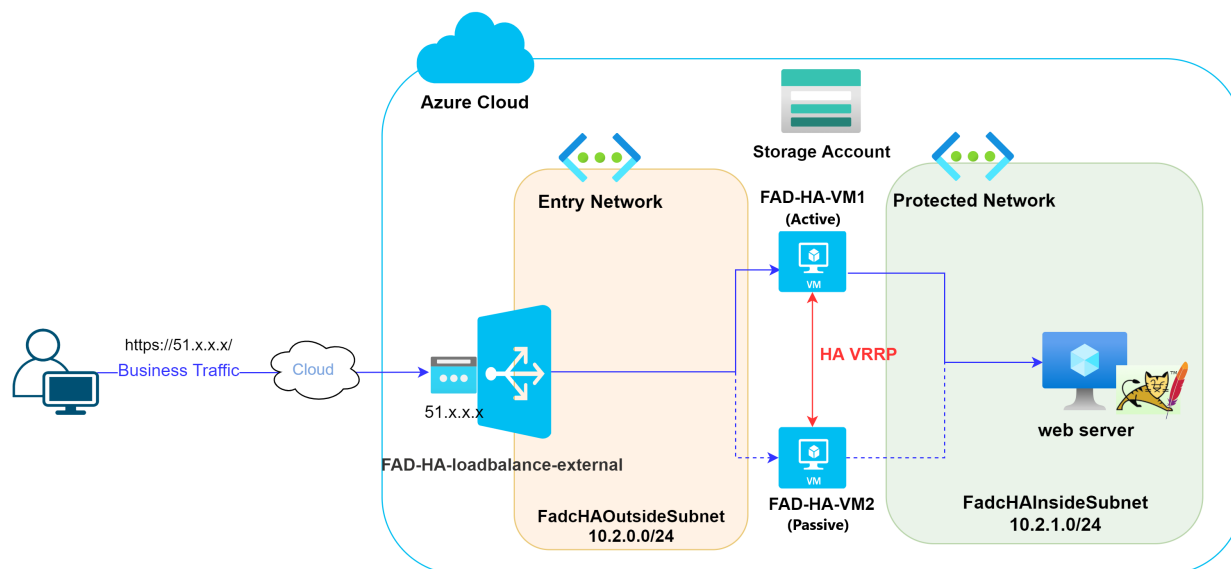 Azure Cloud
Storage Account
Entry Network
FAD-HA-VM1
(Active)
Protected Network
VM
https://51.x.x.x/
Business Traffic
Cloud
51.x.x.x
HA VRRP
FAD-HA-loadbalance-external
VM
web server
TM
FAD-HA-VM2
(Passive)
FadcHAOutsideSubnet
10.2.0.0/24
FadcHAInsideSubnet
10.2.1.0/24